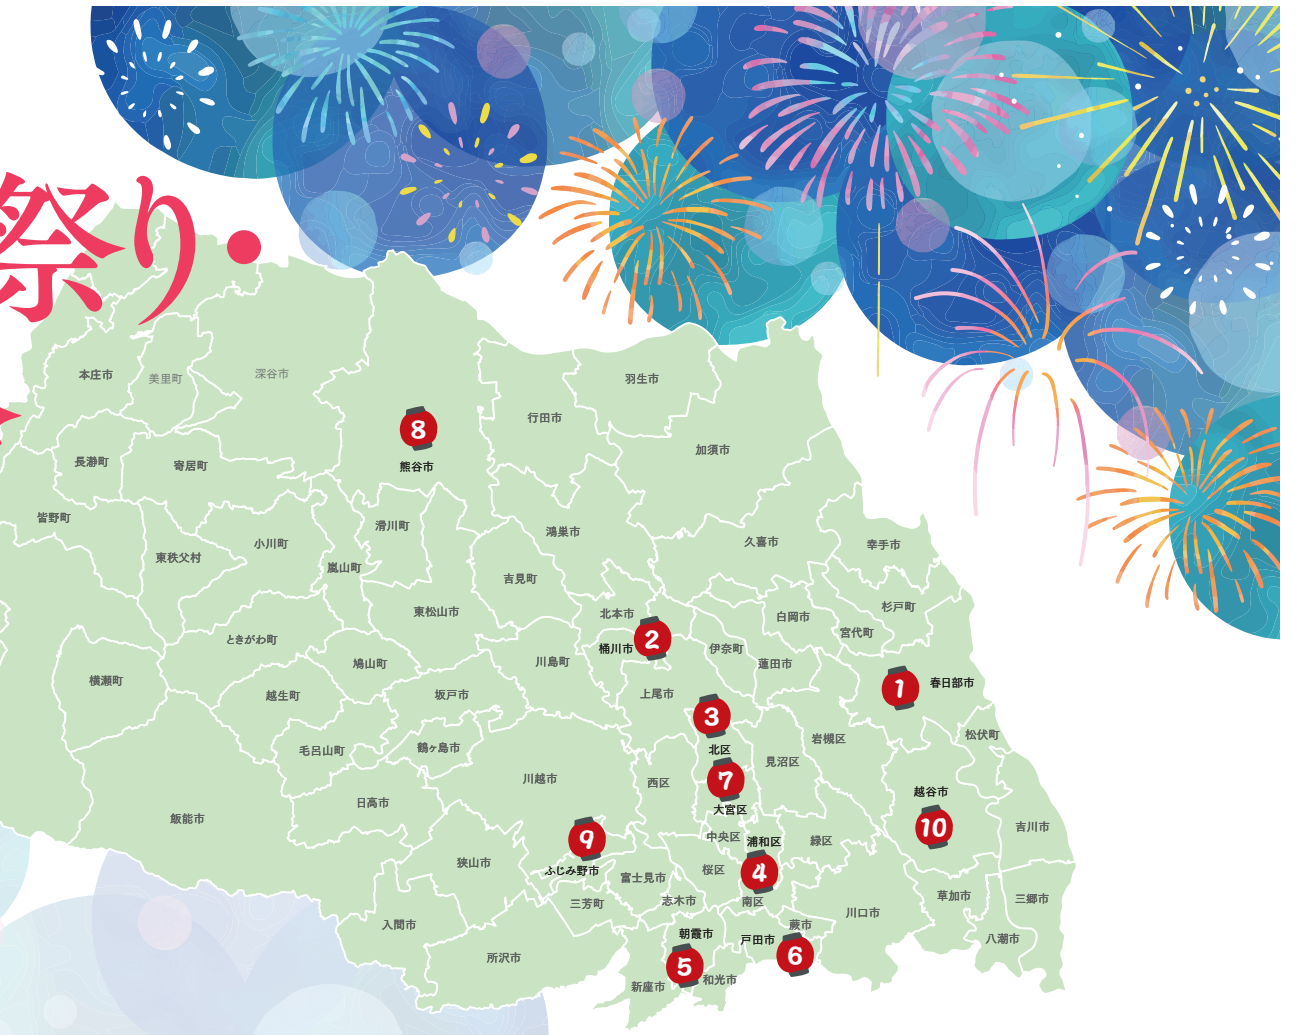 祭り・
本庄市
美里町
深谷市
羽生市
行田市
8
熊谷市
加須市
長瀞町
寄居町
皆野町
滑川町
鴻巣市
久喜市
幸手市
東秩父村
小川町
嵐山町
吉見町
東松山市
北本市
白岡市
杉戸町
宮代町
ときがわ町
2
桶川市
伊奈町
蓮田市
鳩山町
川島町
横瀬町
越生町
坂戸市
上尾市
1
春日部市
3
北区
岩槻区
松伏町
毛呂山町
鶴ヶ島市
見沼区
川越市
西区
7
大宮区
越谷市
10
日高市
飯能市
吉川市
9
ふじみ野市
中央区
浦和区
緑区
狭山市
富士見市
桜区
4
三芳町
志木市
南区
草加市
三郷市
入間市
川口市
蕨市
朝霞市
戸田市
八潮市
所沢市
5
6
新座市
和光市